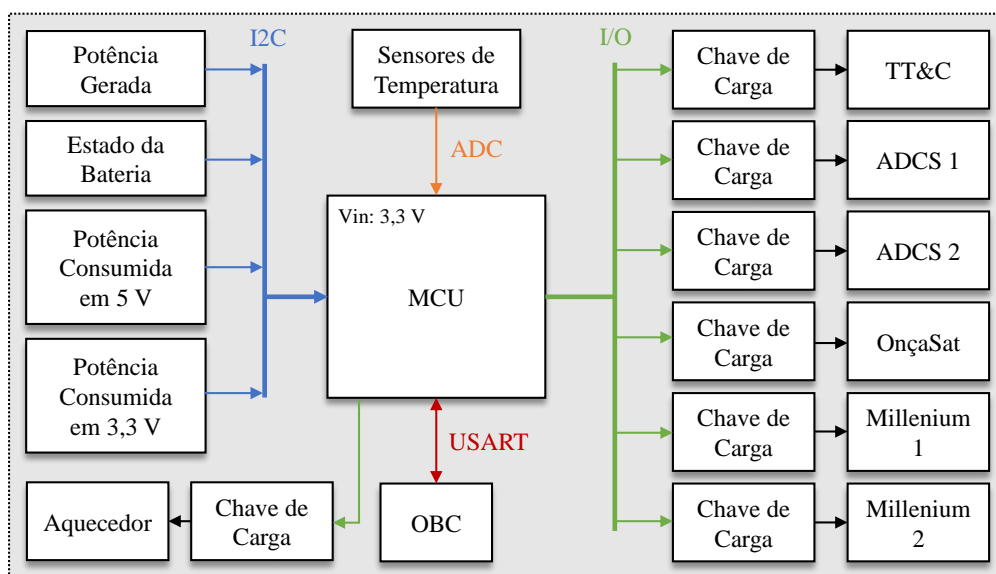 Potência
Gerada
Estado da
Bateria
Potência
Consumida
em 5 V
Potência
Consumida
em 3,3 V
I2C
Sensores de
Temperatura
ADC
Vin: 3,3 V
MCU
USART
OBC
Chave de
Carga
Aquecedor
I/O
Chave de
Carga
TT&C
Chave de
Carga
ADCS 1
Chave de
Carga
ADCS 2
Chave de
Carga
OnçaSat
Chave de
Carga
Millenium
1
Chave de
Carga
Millenium
2